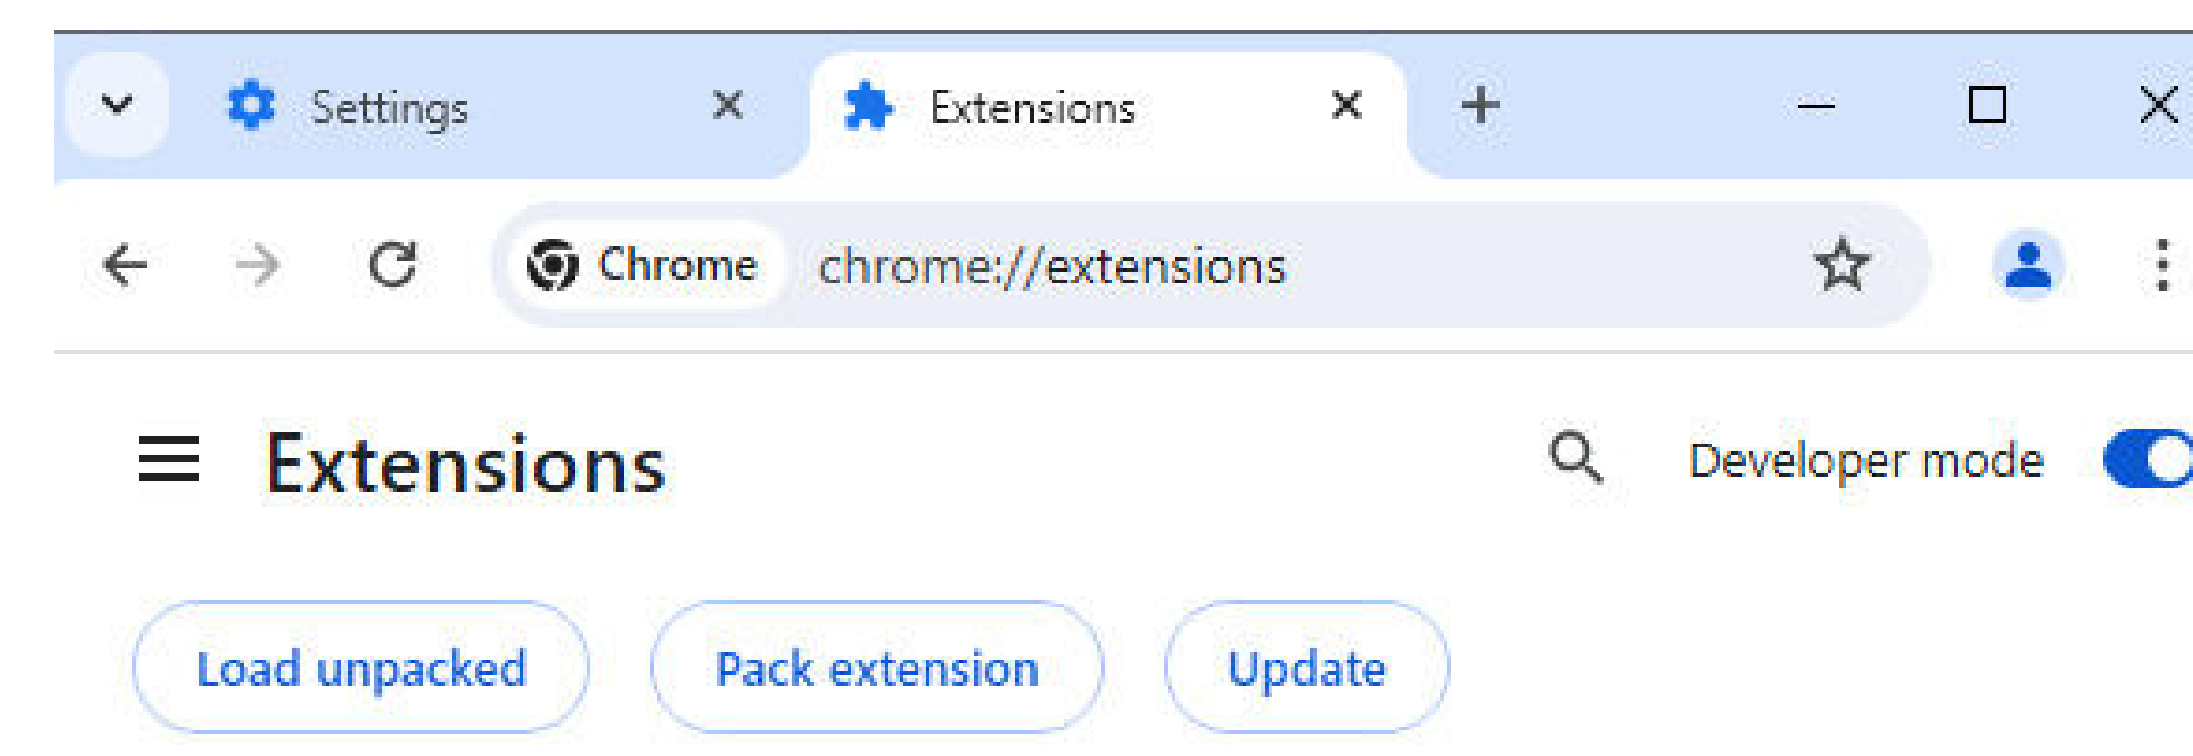 Settings Extensions
Chrome chrome://extensions
Extensions Developer mode
Load unpacked Pack extension Update